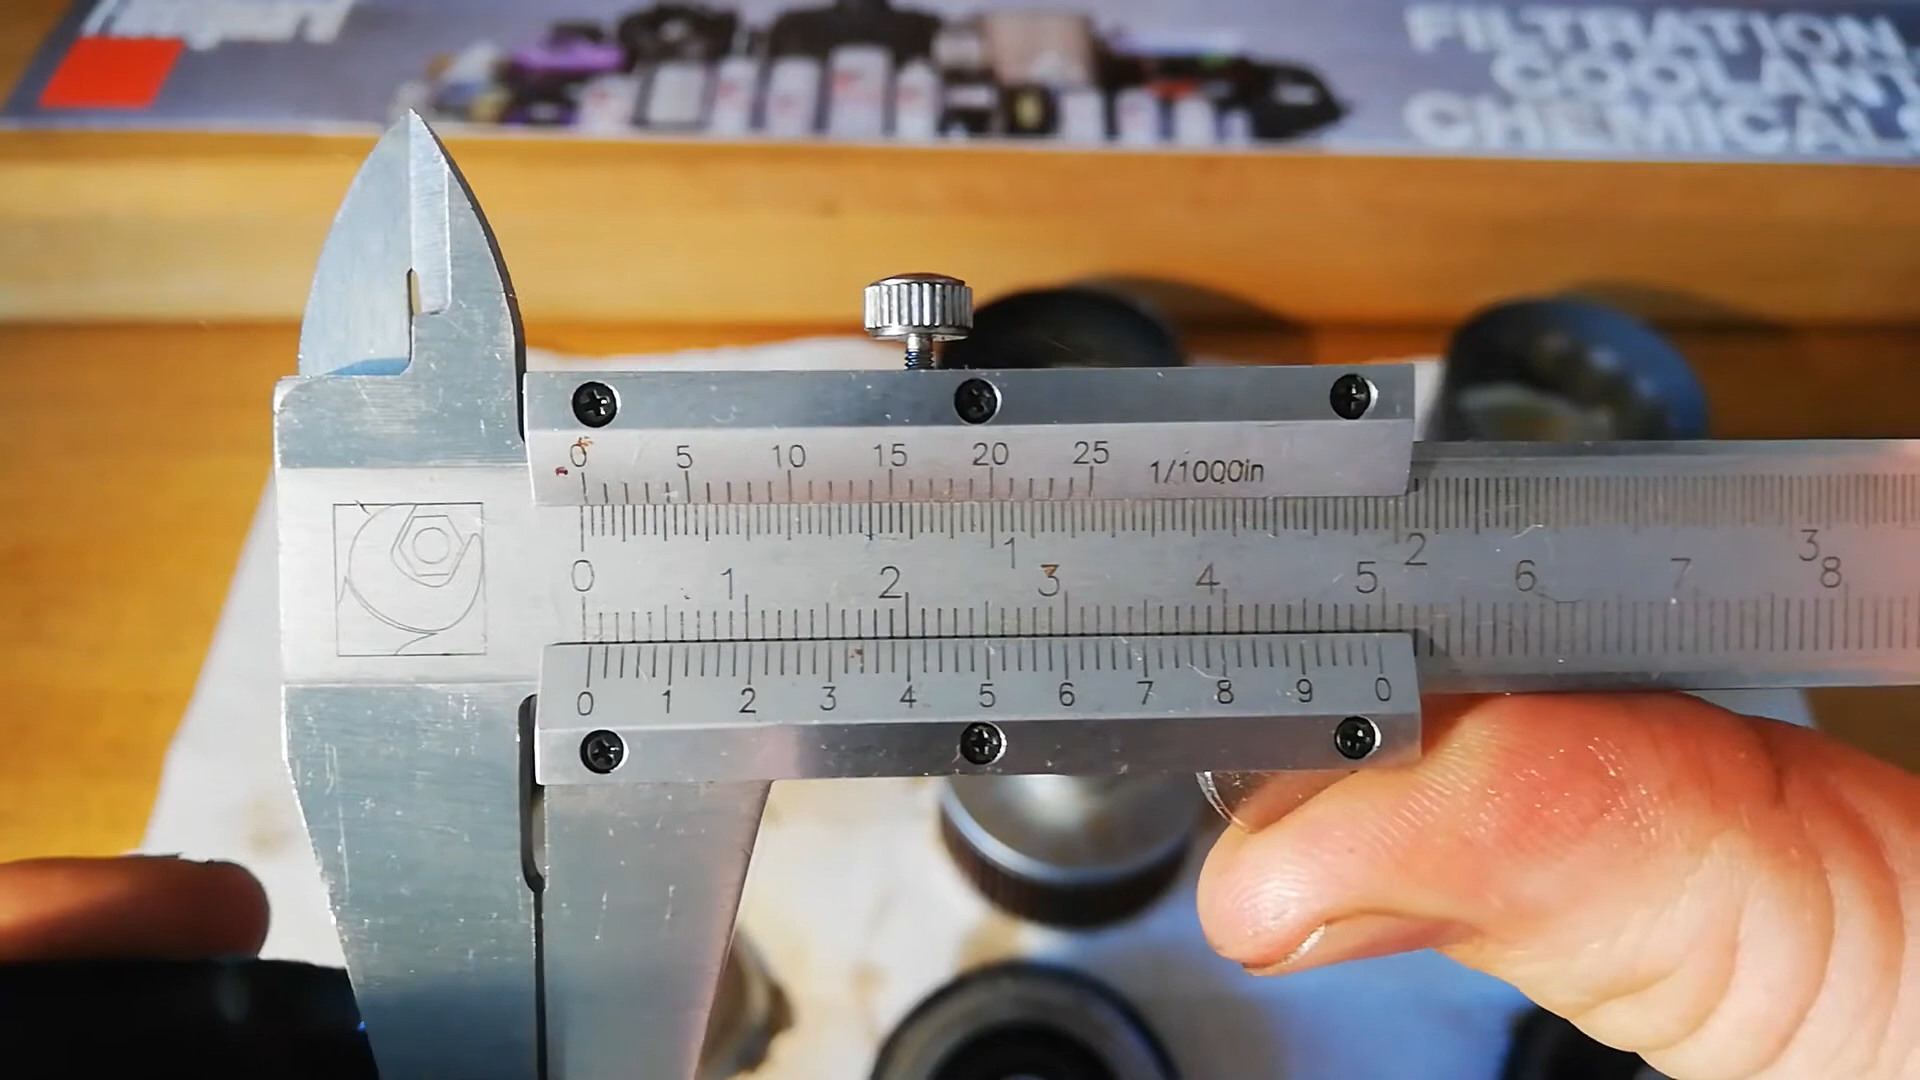 FILTRATION
COOLANT
CHEMICALS
0 5 10 15 20 25 1/1000in
1 2 3
0 1 2 3 4 5 6 7 8
0 1 2 3 4 5 6 7 8 9 0